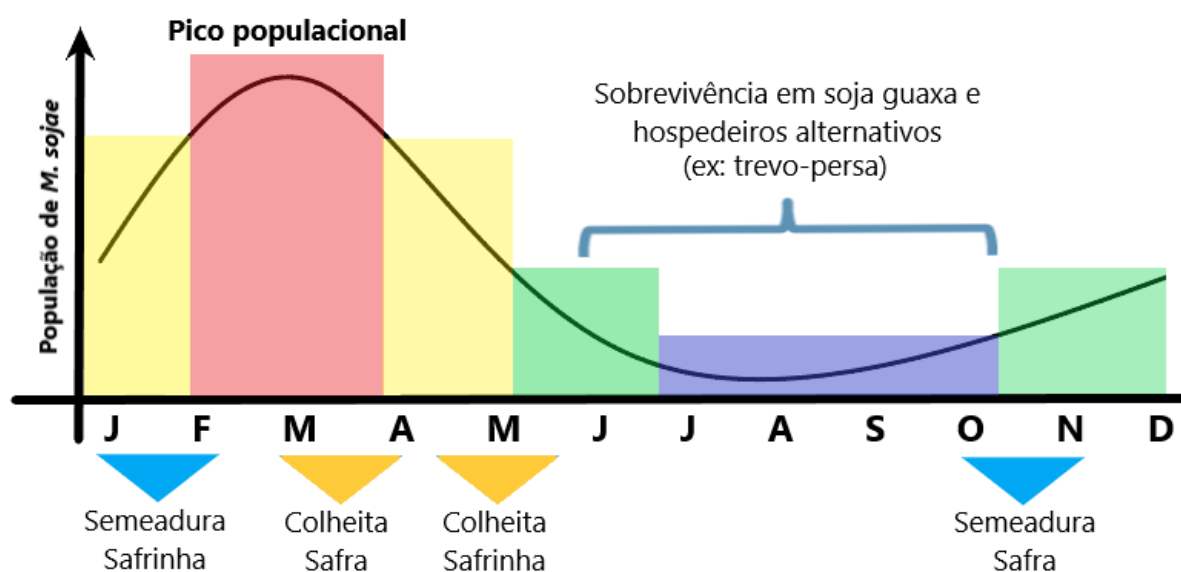 Pico populacional
População de M. sojae
Sobrevivência em soja guaxa e
hospedeiros alternativos
(ex: trevo-persa)
J F M A M J J A S O N D
Semeadura
Safrinha
Colheita
Safra
Colheita
Safrinha
Semeadura
Safra